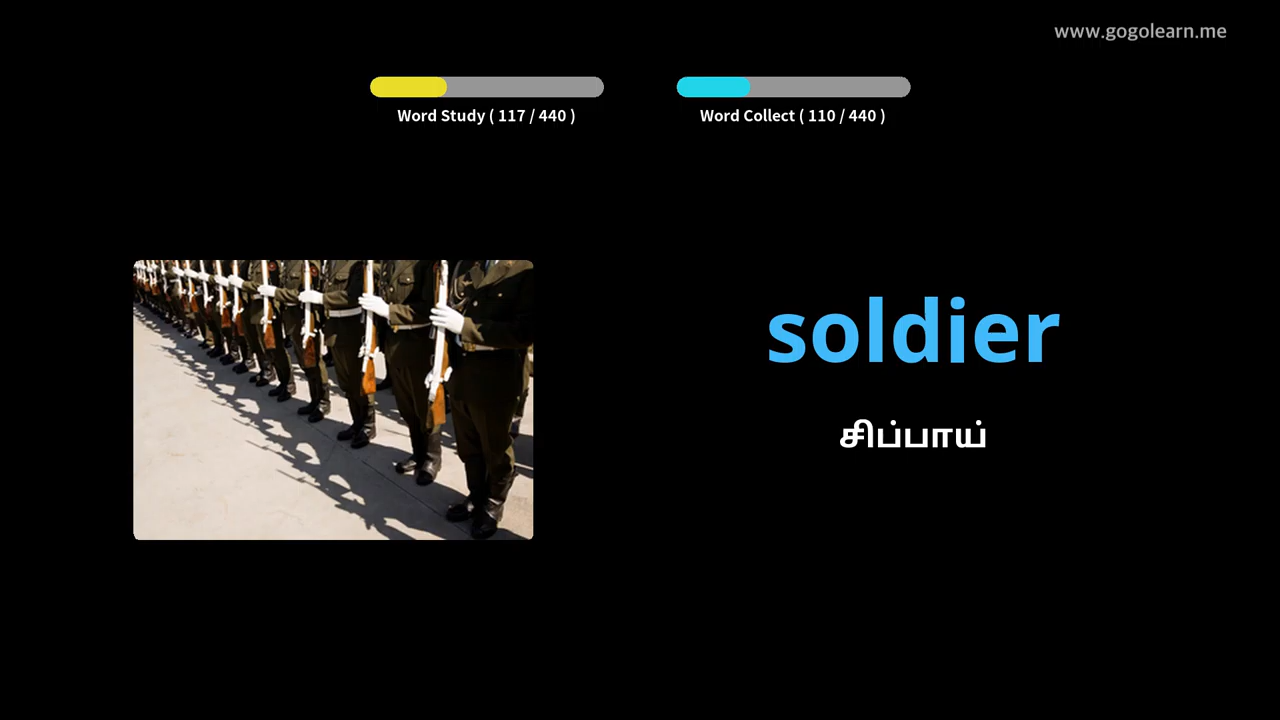 www.gogolearn.me
Word Study ( 117 / 440 )
Word Collect ( 110 / 440 )
soldier
சிப்பாய்